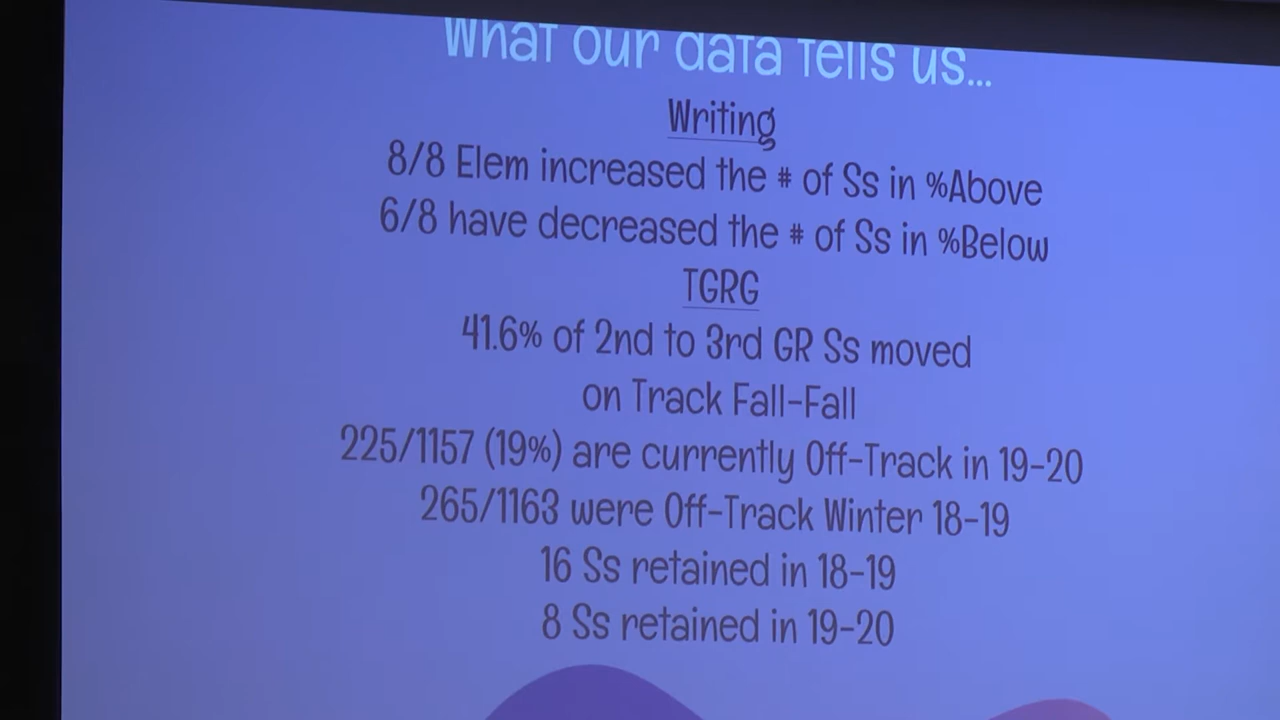 What our data tells us...
Writing
8/8 Elem increased the # of Ss in %Above
6/8 have decreased the # of Ss in %Below
TGRG
41.6% of 2nd to 3rd GR Ss moved
on Track Fall-Fall
225/1157 (19%) are currently Off-Track in 19-20
265/1163 were Off-Track Winter 18-19
16 Ss retained in 18-19
8 Ss retained in 19-20